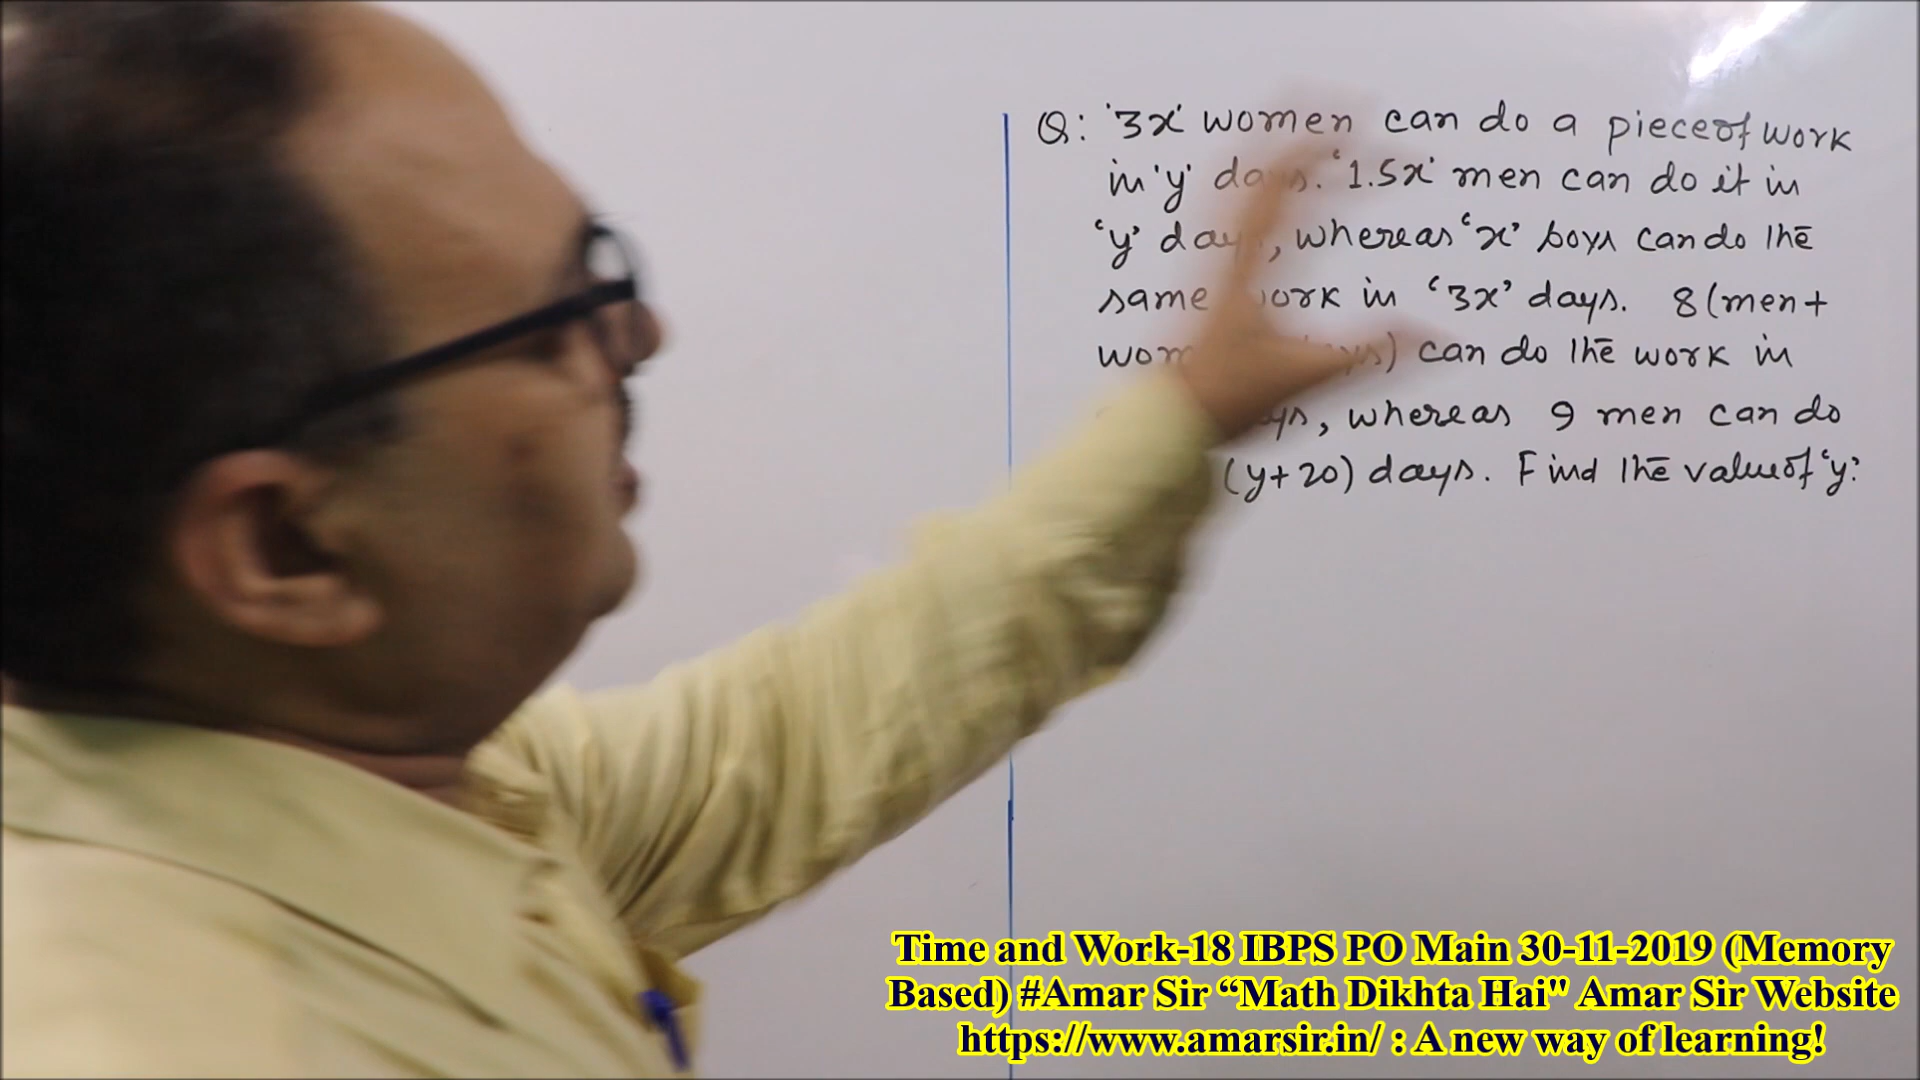 Q: '3x' women can do a piece of work
in 'y' days. '1.5x' men can do it in
'y' days, whereas 'x' boys can do the
same work in '3x' days. 8(men+
can do the work in
whereas 9 men can do
(y+20) days. Find the value of 'y'?
Time and Work-18 IBPS PO Main 30-11-2019 (Memory
Based) #Amar Sir “Math Dikhta Hai" Amar Sir Website
https://www.amarsir.in/ : A new way of learning!